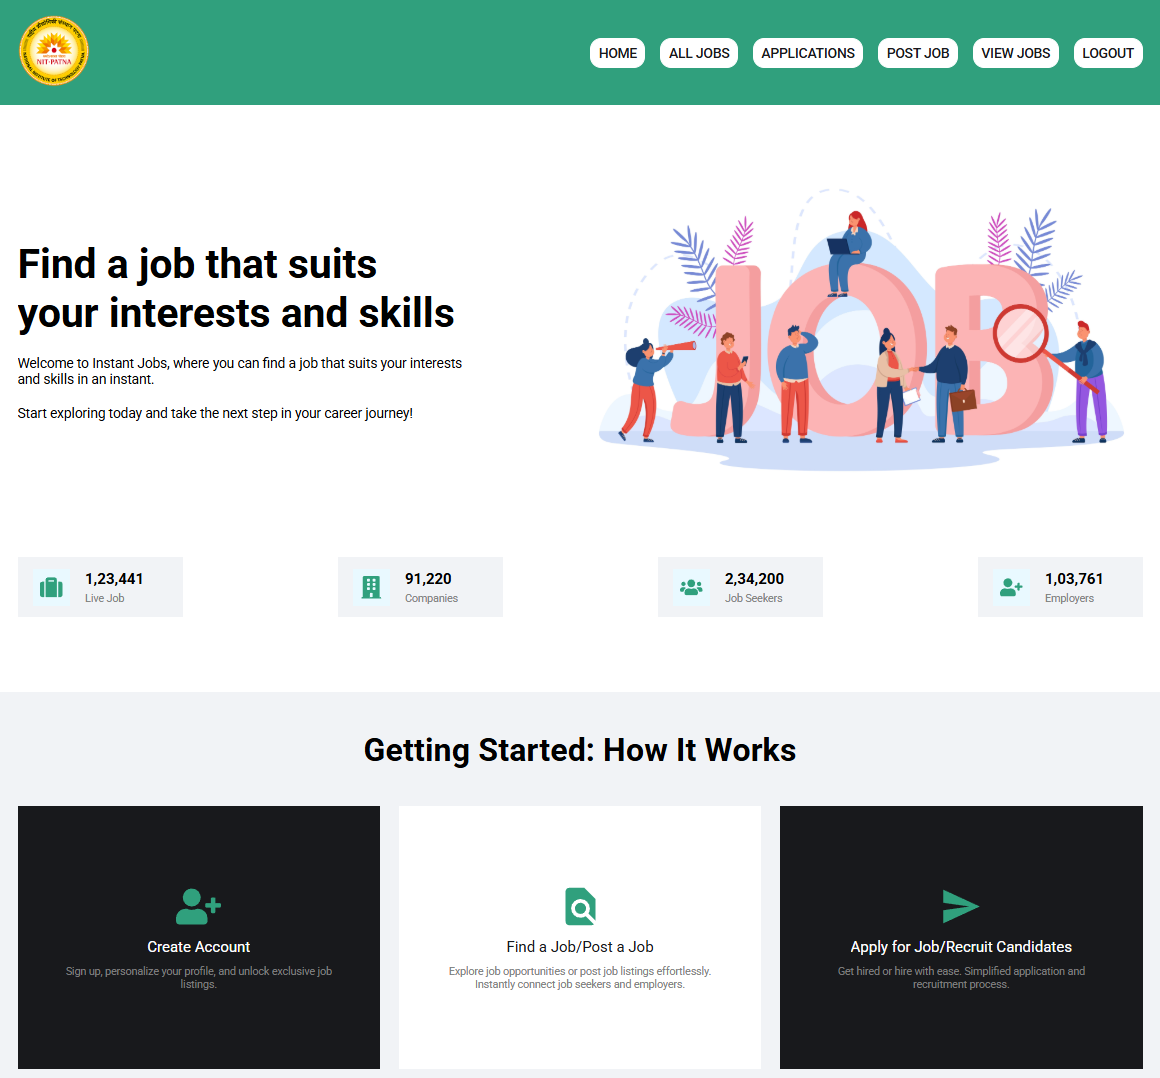 राष्ट्रीय प्रौद्योगिकी संस्थान पटना
NIT-PATNA
NATIONAL INSTITUTE OF TECHNOLOGY PATNA
HOME
ALL JOBS
APPLICATIONS
POST JOB
VIEW JOBS
LOGOUT
Find a job that suits
your interests and skills
Welcome to Instant Jobs, where you can find a job that suits your interests
and skills in an instant.
Start exploring today and take the next step in your career journey!
JOB
1,23,441
Live Job
91,220
Companies
2,34,200
Job Seekers
1,03,761
Employers
Getting Started: How It Works
Create Account
Sign up, personalize your profile, and unlock exclusive job
listings.
Find a Job/Post a Job
Explore job opportunities or post job listings effortlessly.
Instantly connect job seekers and employers.
Apply for Job/Recruit Candidates
Get hired or hire with ease. Simplified application and
recruitment process.